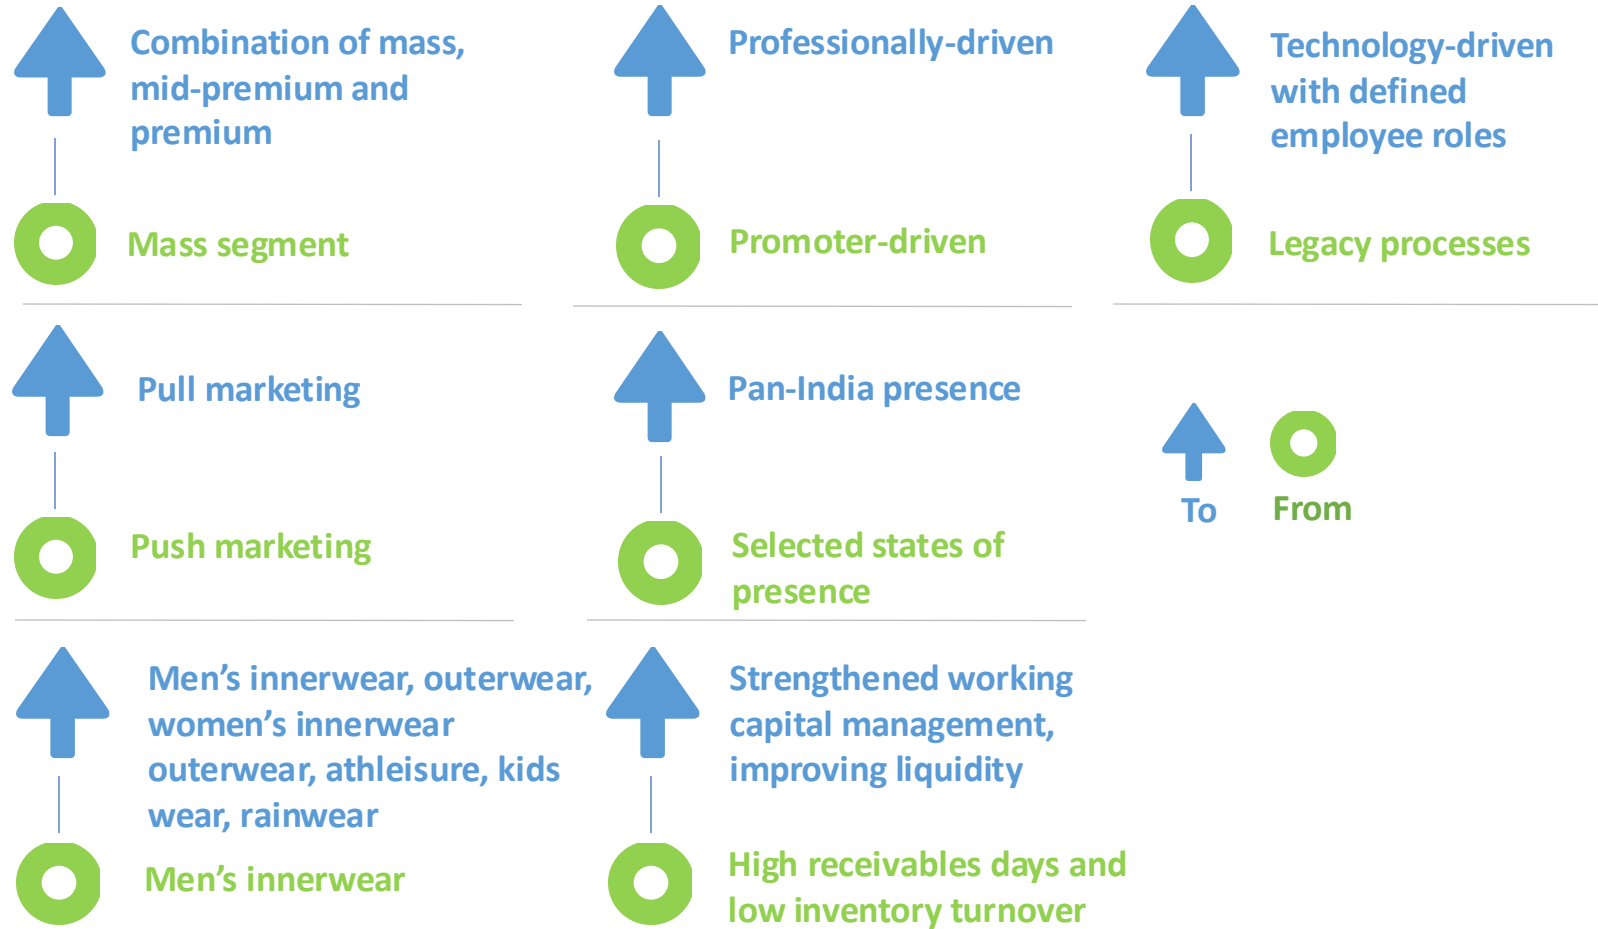 Combination of mass,
mid-premium and
premium
Mass segment
Professionally-driven
Promoter-driven
Technology-driven
with defined
employee roles
Legacy processes
Pull marketing
Push marketing
Pan-India presence
Selected states of
presence
To
From
Men’s innerwear, outerwear,
women’s innerwear
outerwear, athleisure, kids
wear, rainwear
Men’s innerwear
Strengthened working
capital management,
improving liquidity
High receivables days and
low inventory turnover